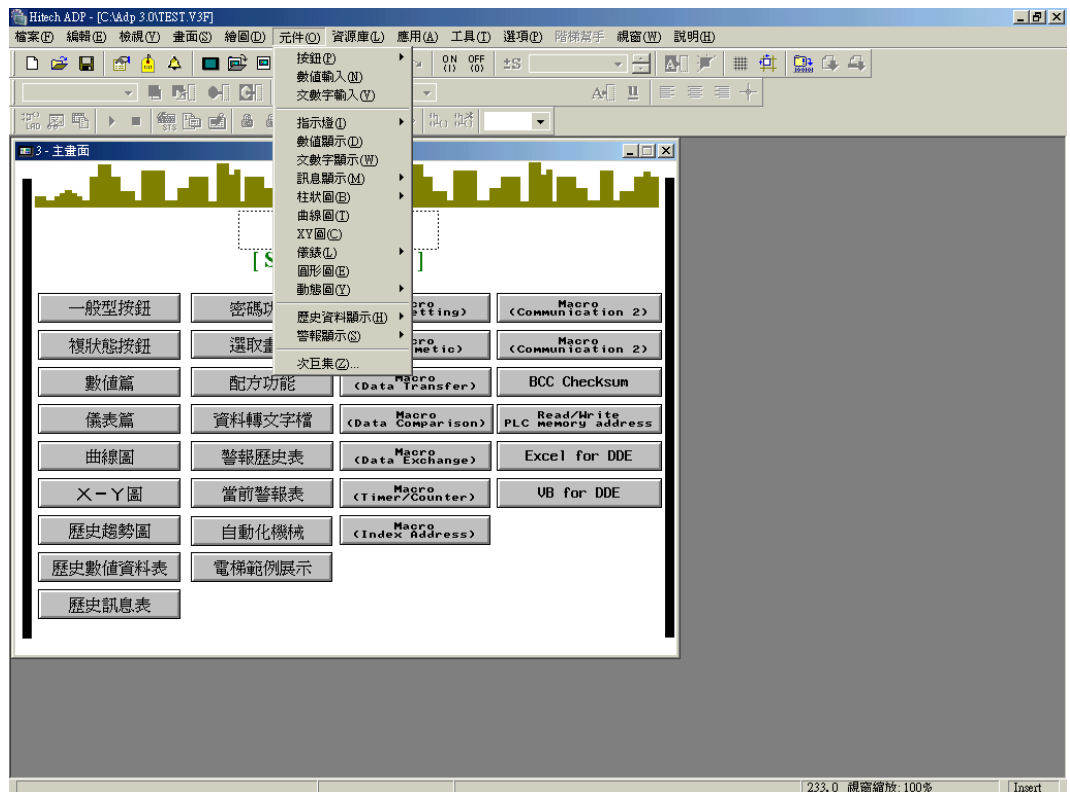 Hitech ADP - [C:\Adp 3.0\TEST.V3F]
檔案(F) 編輯(E) 檢視(V) 畫面(S) 繪圖(D) 元件(O) 資源庫(L) 應用(A) 工具(T) 選項(P) 階梯幫手 視窗(W) 說明(H)
ON (1) OFF (0) ±S
A U
LAD STS
按鈕(P)
數值輸入(N)
文數字輸入(Y)
指示燈(I)
數值顯示(D)
文數字顯示(W)
訊息顯示(M)
柱狀圖(B)
曲線圖(T)
XY圖(C)
儀錶(L)
圓形圖(E)
動態圖(Y)
歷史資料顯示(H)
警報顯示(S)
次巨集(Z)...
3 - 主畫面
[ S ]
一般型按鈕 密碼功 Macro (Communication 2)
複狀態按鈕 選取畫 Macro (Communication 2)
數值篇 配方功能 Macro (Data Transfer) BCC Checksum
儀表篇 資料轉文字檔 Macro (Data Comparison) Read/Write PLC memory address
曲線圖 警報歷史表 Macro (Data Exchange) Excel for DDE
X－Y圖 當前警報表 Macro (Timer/Counter) VB for DDE
歷史趨勢圖 自動化機械 Macro (Index Address)
歷史數值資料表 電梯範例展示
歷史訊息表
233, 0 視窗縮放: 100% Insert